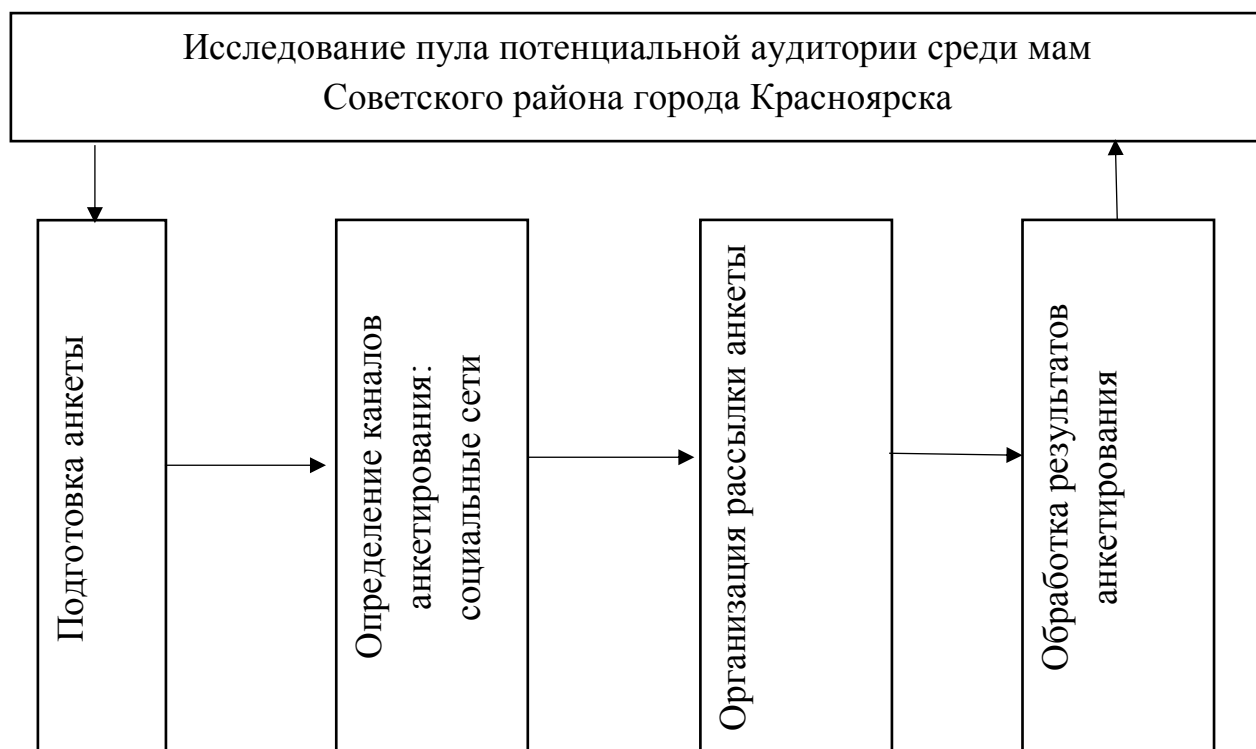 Исследование пула потенциальной аудитории среди мам
Советского района города Красноярска
Подготовка анкеты
Определение каналов
анкетирования:
социальные сети
Организация рассылки анкеты
Обработка результатов
анкетирования